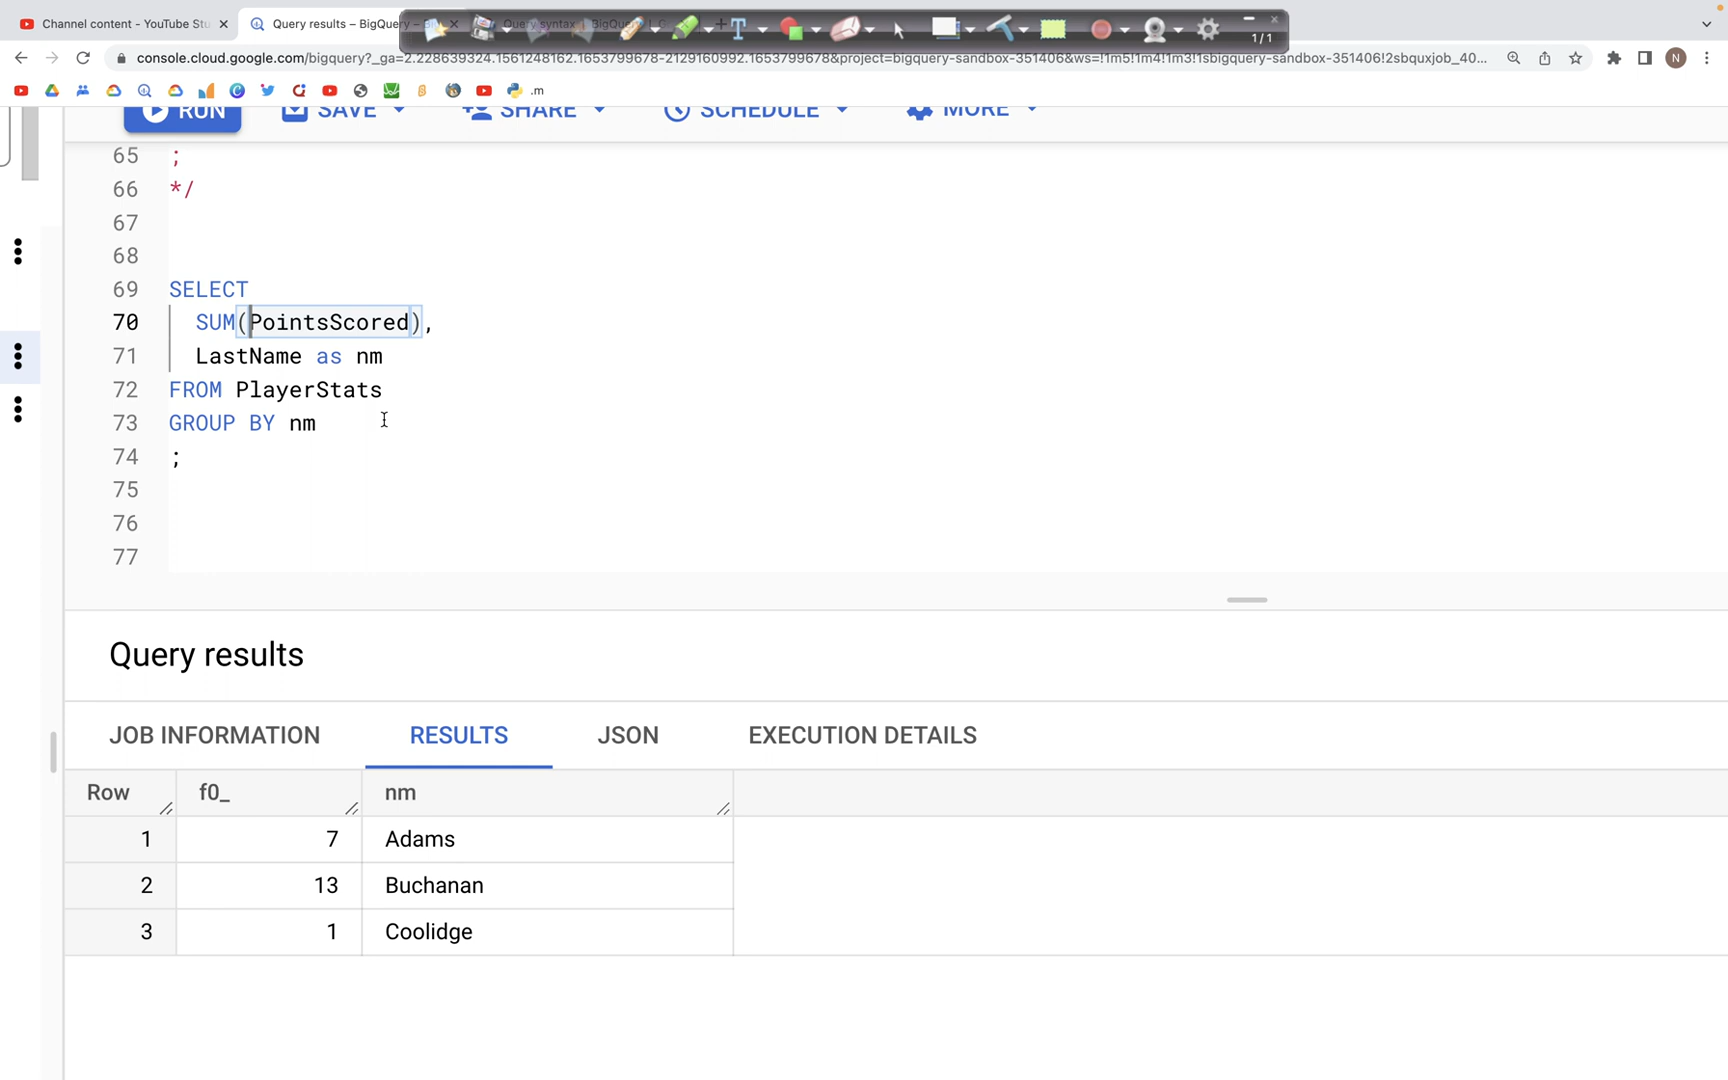 Channel content - YouTube Stu
Query results – BigQuery –
Query syntax | BigQuery |
1/1
console.cloud.google.com/bigquery?_ga=2.228639324.1561248162.1653799678-2129160992.1653799678&project=bigquery-sandbox-351406&ws=!1m5!1m4!1m3!1sbigquery-sandbox-351406!2sbquxjob_40...
N
.m
RUN SAVE SHARE SCHEDULE MORE
65 ;
66 */
67
68
69 SELECT
70 SUM(PointsScored),
71 LastName as nm
72 FROM PlayerStats
73 GROUP BY nm
74 ;
75
76
77
Query results
JOB INFORMATION RESULTS JSON EXECUTION DETAILS
Row f0_ nm
1 7 Adams
2 13 Buchanan
3 1 Coolidge